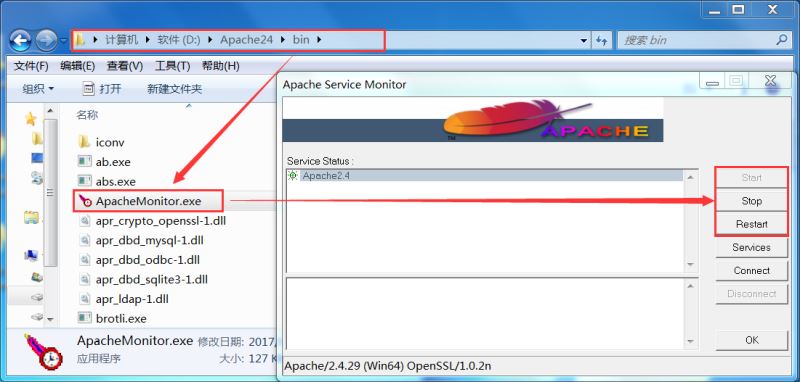 计算机 ▸ 软件 (D:) ▸ Apache24 ▸ bin ▸
搜索 bin
文件(F) 编辑(E) 查看(V) 工具(T) 帮助(H)
组织 打开 新建文件夹
名称
iconv
ab.exe
abs.exe
ApacheMonitor.exe
apr_crypto_openssl-1.dll
apr_dbd_mysql-1.dll
apr_dbd_odbc-1.dll
apr_dbd_sqlite3-1.dll
apr_ldap-1.dll
brotli.exe
ApacheMonitor.exe 修改日期: 2017/
应用程序 大小: 127 K
Apache Service Monitor
TM APACHE
Service Status :
Apache2.4
Start
Stop
Restart
Services
Connect
Disconnect
OK
Apache/2.4.29 (Win64) OpenSSL/1.0.2n